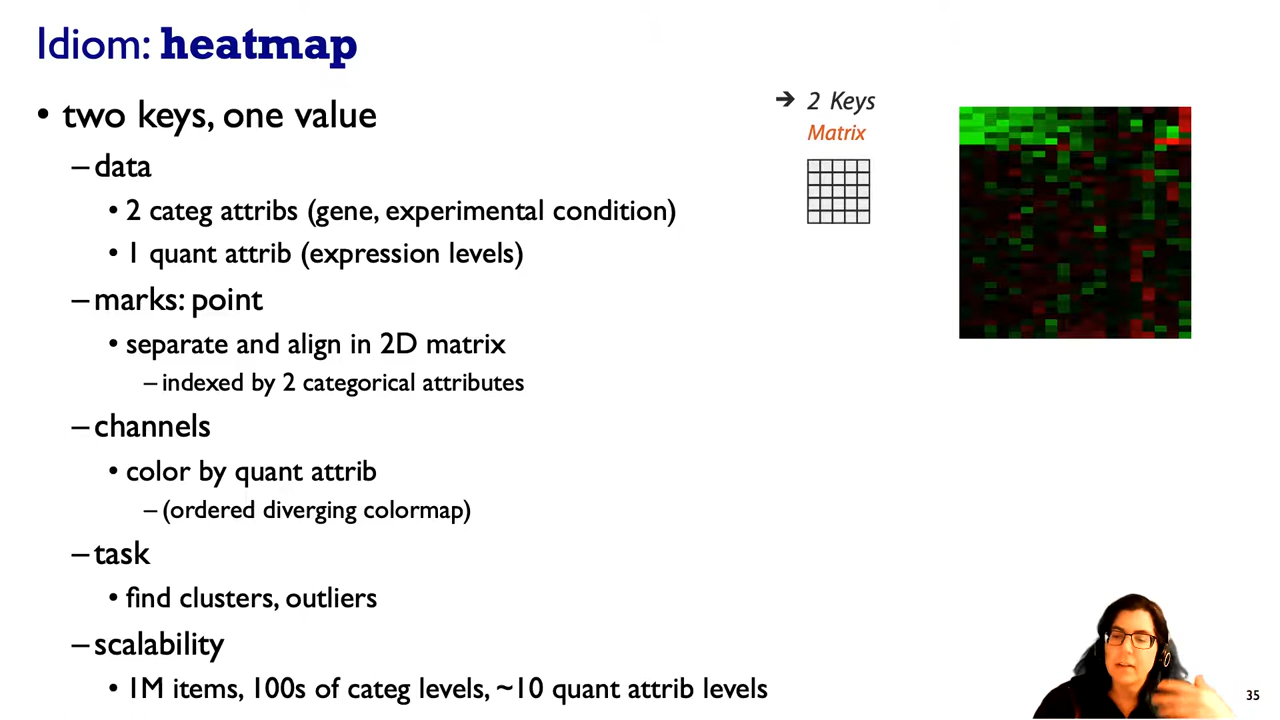 Idiom: heatmap
• two keys, one value
– data
• 2 categ attribs (gene, experimental condition)
• 1 quant attrib (expression levels)
– marks: point
• separate and align in 2D matrix
– indexed by 2 categorical attributes
– channels
• color by quant attrib
– (ordered diverging colormap)
– task
• find clusters, outliers
– scalability
• 1M items, 100s of categ levels, ~10 quant attrib levels
→ 2 Keys
Matrix
35